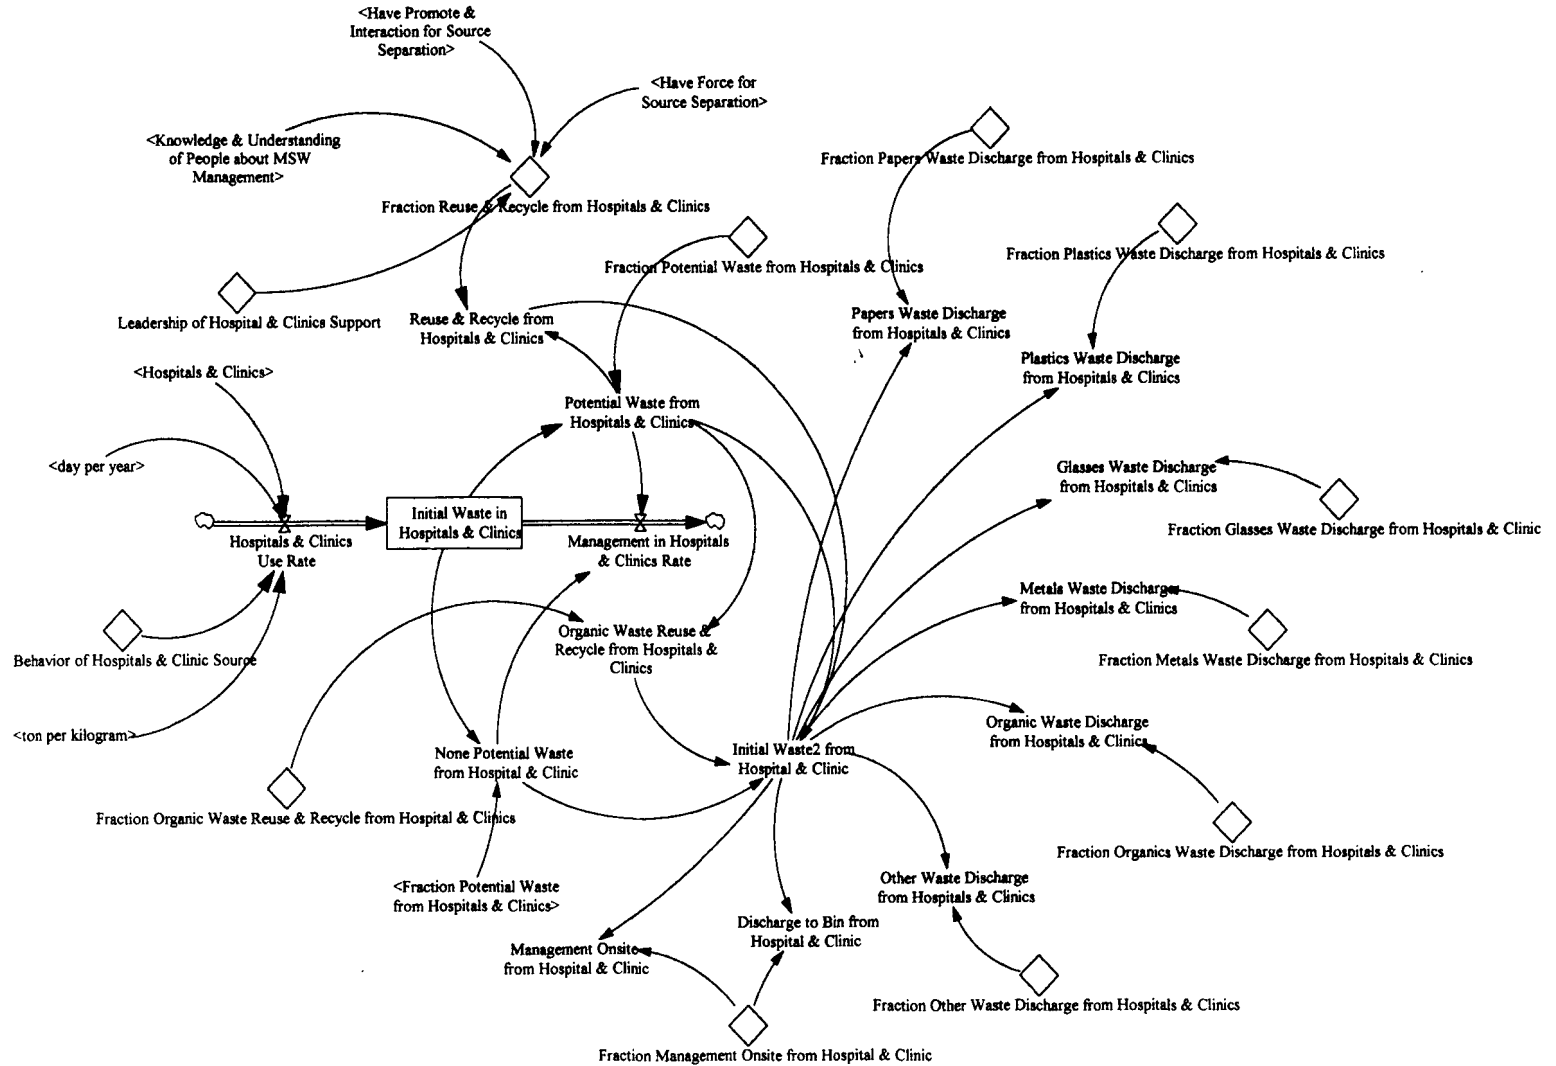 <Have Promote &
Interaction for Source
Separation>
<Have Force for
Source Separation>
<Knowledge & Understanding
of People about MSW
Management>
Fraction Reuse & Recycle from Hospitals & Clinics
Fraction Papers Waste Discharge from Hospitals & Clinics
Fraction Plastics Waste Discharge from Hospitals & Clinics
Fraction Potential Waste from Hospitals & Clinics
Leadership of Hospital & Clinics Support
Reuse & Recycle from
Hospitals & Clinics
Papers Waste Discharge
from Hospitals & Clinics
Plastics Waste Discharge
from Hospitals & Clinics
<Hospitals & Clinics>
Potential Waste from
Hospitals & Clinics
<day per year>
Glasses Waste Discharge
from Hospitals & Clinics
Initial Waste in
Hospitals & Clinics
Fraction Glasses Waste Discharge from Hospitals & Clinic
Hospitals & Clinics
Use Rate
Management in Hospitals
& Clinics Rate
Metals Waste Discharge
from Hospitals & Clinics
Organic Waste Reuse &
Recycle from Hospitals &
Clinics
Behavior of Hospitals & Clinic Source
Fraction Metals Waste Discharge from Hospitals & Clinics
<ton per kilogram>
Organic Waste Discharge
from Hospitals & Clinics
None Potential Waste
from Hospital & Clinic
Initial Waste2 from
Hospital & Clinic
Fraction Organic Waste Reuse & Recycle from Hospital & Clinics
Fraction Organics Waste Discharge from Hospitals & Clinics
<Fraction Potential Waste
from Hospitals & Clinics>
Other Waste Discharge
from Hospitals & Clinics
Discharge to Bin from
Hospital & Clinic
Management Onsite
from Hospital & Clinic
Fraction Other Waste Discharge from Hospitals & Clinics
Fraction Management Onsite from Hospital & Clinic